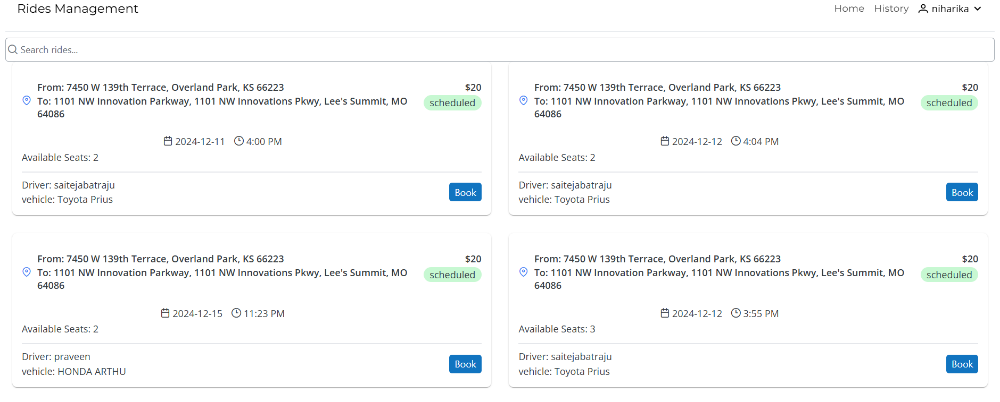 Rides Management
Home History niharika
Search rides...
From: 7450 W 139th Terrace, Overland Park, KS 66223
$20
To: 1101 NW Innovation Parkway, 1101 NW Innovations Pkwy, Lee's Summit, MO
64086
scheduled
2024-12-11 4:00 PM
Available Seats: 2
Driver: saitejabatraju
vehicle: Toyota Prius
Book
From: 7450 W 139th Terrace, Overland Park, KS 66223
$20
To: 1101 NW Innovation Parkway, 1101 NW Innovations Pkwy, Lee's Summit, MO
64086
scheduled
2024-12-12 4:04 PM
Available Seats: 2
Driver: saitejabatraju
vehicle: Toyota Prius
Book
From: 7450 W 139th Terrace, Overland Park, KS 66223
$20
To: 1101 NW Innovation Parkway, 1101 NW Innovations Pkwy, Lee's Summit, MO
64086
scheduled
2024-12-15 11:23 PM
Available Seats: 2
Driver: praveen
vehicle: HONDA ARTHU
Book
From: 7450 W 139th Terrace, Overland Park, KS 66223
$20
To: 1101 NW Innovation Parkway, 1101 NW Innovations Pkwy, Lee's Summit, MO
64086
scheduled
2024-12-12 3:55 PM
Available Seats: 3
Driver: saitejabatraju
vehicle: Toyota Prius
Book